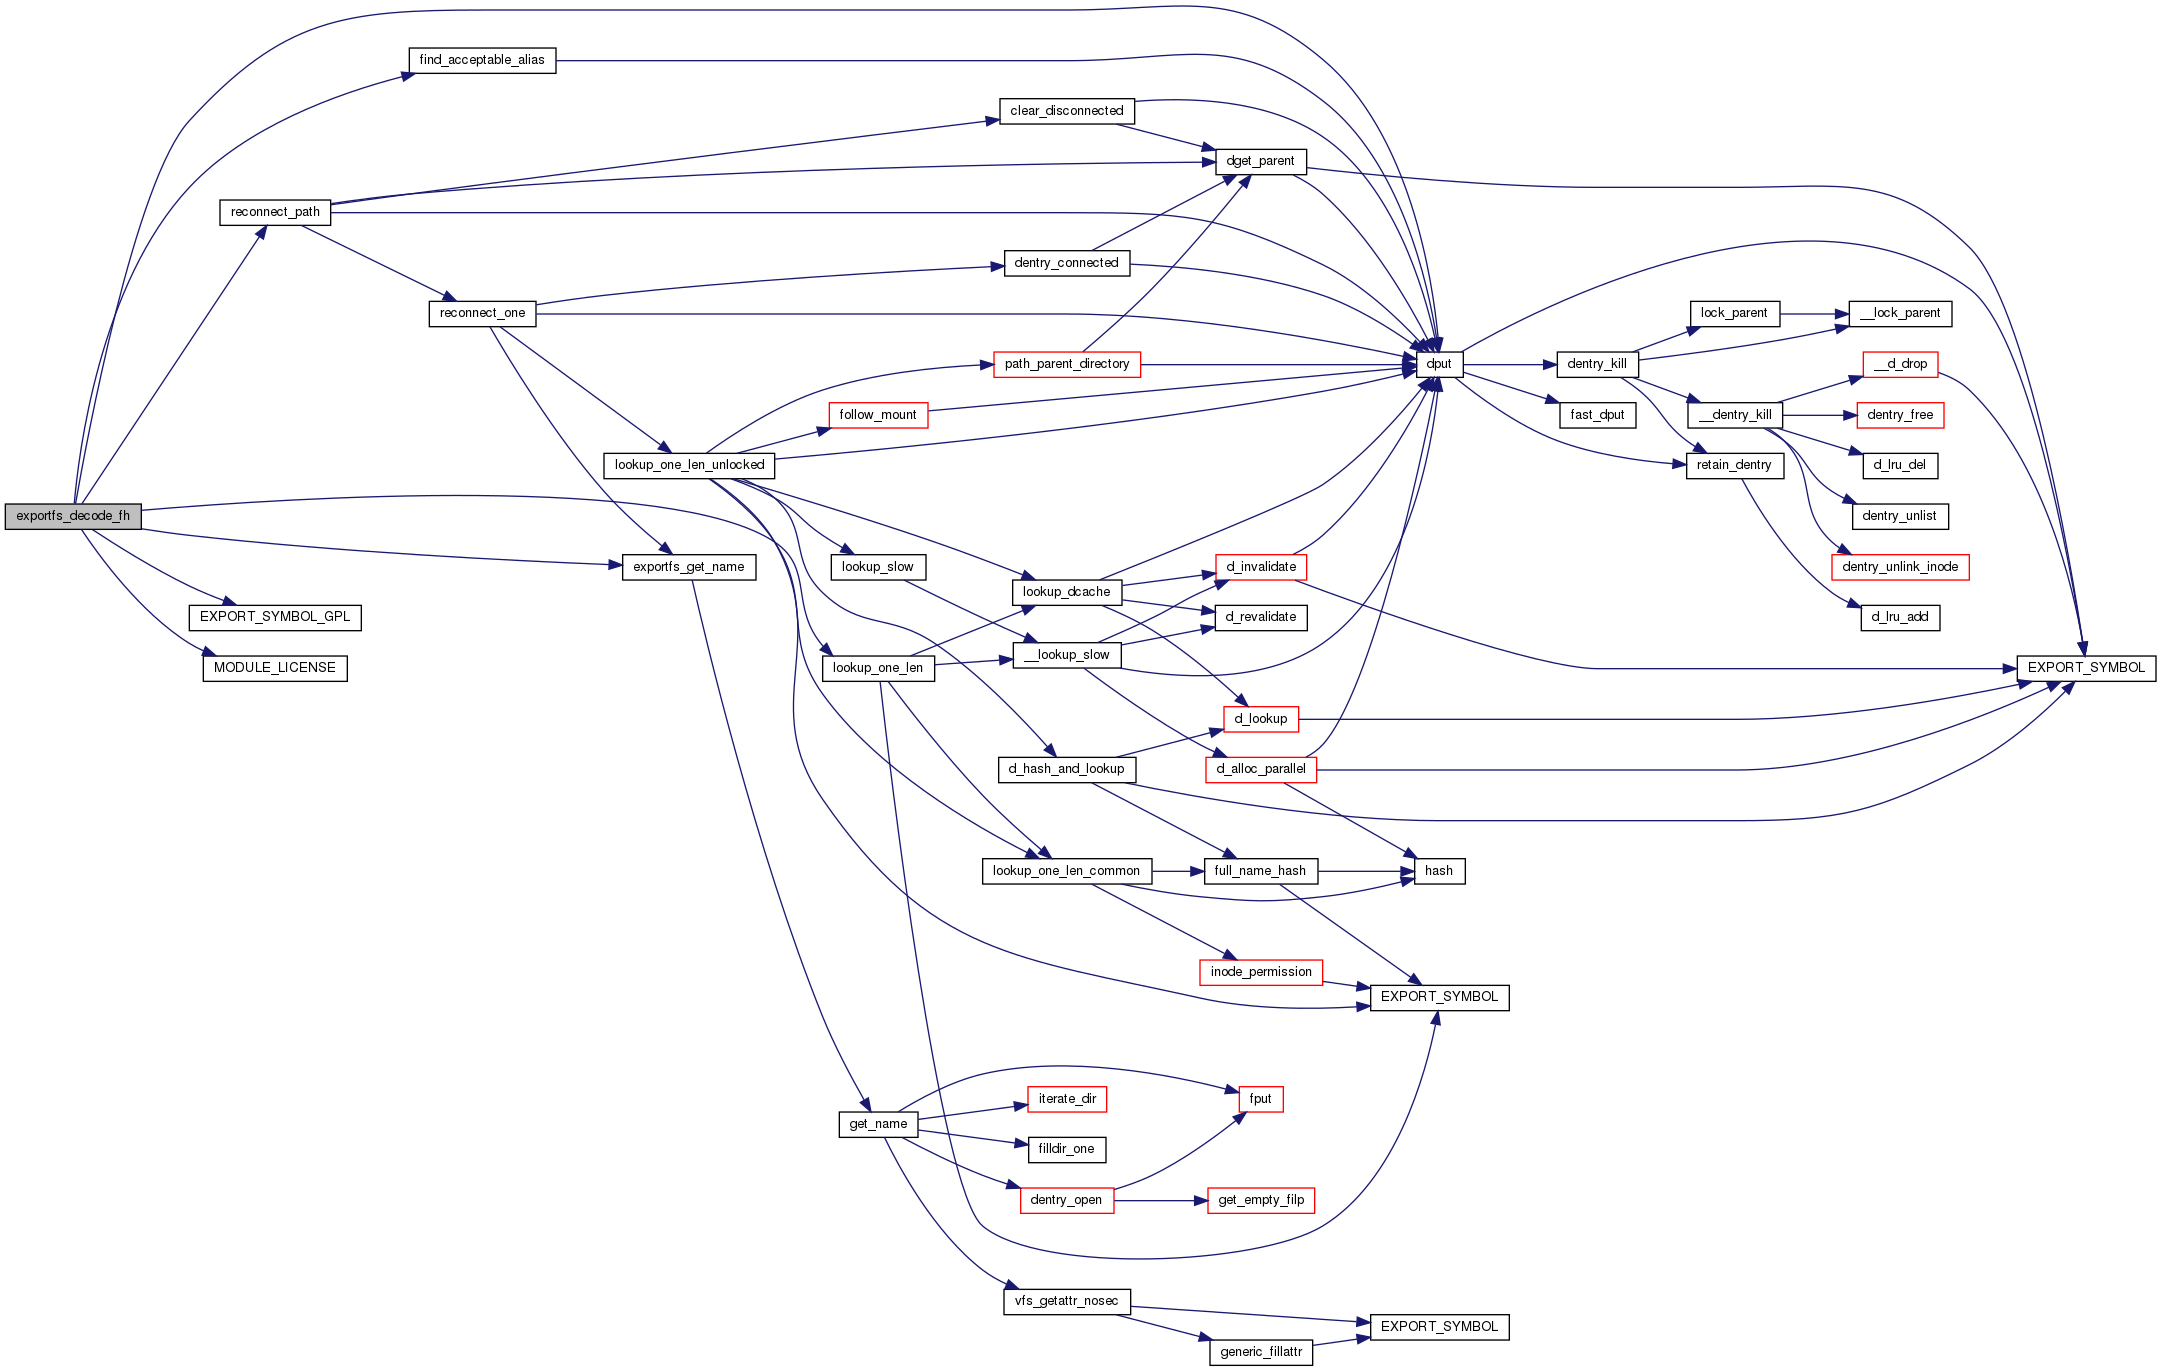 find_acceptable_alias
clear_disconnected
dget_parent
reconnect_path
dentry_connected
reconnect_one
lock_parent
__lock_parent
path_parent_directory
dput
dentry_kill
__d_drop
follow_mount
fast_dput
__dentry_kill
dentry_free
lookup_one_len_unlocked
retain_dentry
d_lru_del
exportfs_decode_fh
dentry_unlist
exportfs_get_name
lookup_slow
d_invalidate
dentry_unlink_inode
lookup_dcache
EXPORT_SYMBOL_GPL
d_revalidate
d_lru_add
__lookup_slow
MODULE_LICENSE
lookup_one_len
EXPORT_SYMBOL
d_lookup
d_hash_and_lookup
d_alloc_parallel
lookup_one_len_common
full_name_hash
hash
inode_permission
EXPORT_SYMBOL
iterate_dir
fput
get_name
filldir_one
dentry_open
get_empty_filp
vfs_getattr_nosec
EXPORT_SYMBOL
generic_fillattr